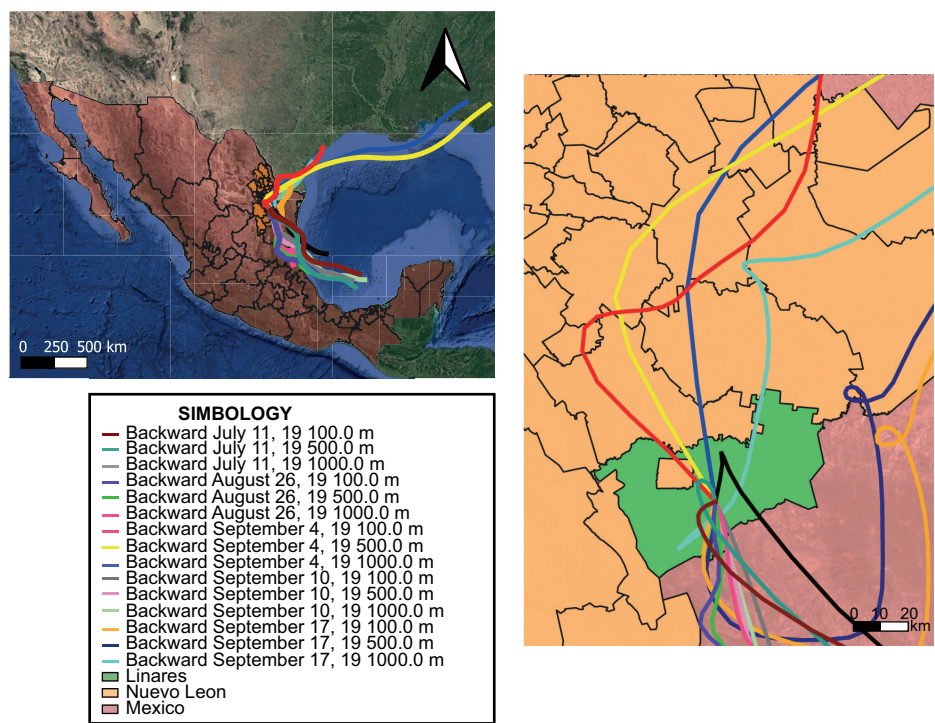 0 250 500 km
SIMBOLOGY
Backward July 11, 19 100.0 m
Backward July 11, 19 500.0 m
Backward July 11, 19 1000.0 m
Backward August 26, 19 100.0 m
Backward August 26, 19 500.0 m
Backward August 26, 19 1000.0 m
Backward September 4, 19 100.0 m
Backward September 4, 19 500.0 m
Backward September 4, 19 1000.0 m
Backward September 10, 19 100.0 m
Backward September 10, 19 500.0 m
Backward September 10, 19 1000.0 m
Backward September 17, 19 100.0 m
Backward September 17, 19 500.0 m
Backward September 17, 19 1000.0 m
Linares
Nuevo Leon
Mexico
0 10 20
km